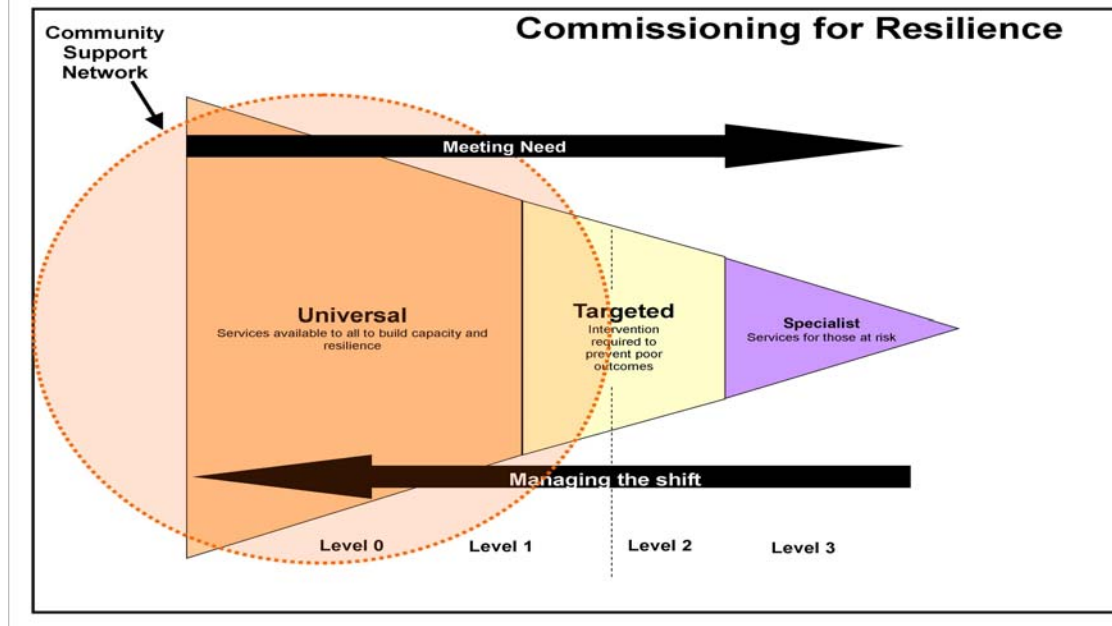 Commissioning for Resilience
Community
Support
Network
Meeting Need
Universal
Services available to all to build capacity and
resilience
Targeted
Intervention
required to
prevent poor
outcomes
Specialist
Services for those at risk
Managing the shift
Level 0
Level 1
Level 2
Level 3